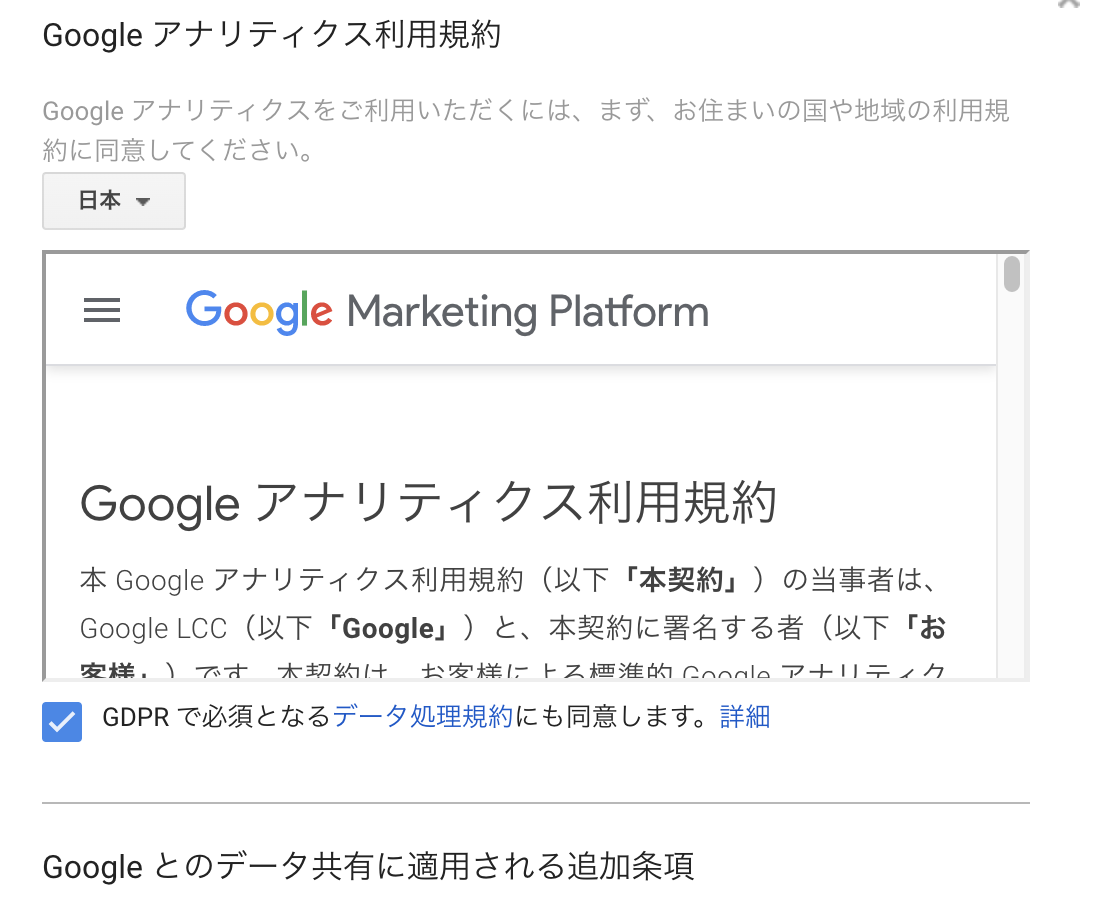 Google アナリティクス利用規約
Google アナリティクスをご利用いただくには、まず、お住まいの国や地域の利用規
約に同意してください。
日本
Google Marketing Platform
Google アナリティクス利用規約
本 Google アナリティクス利用規約（以下「本契約」）の当事者は、
Google LCC（以下「Google」）と、本契約に署名する者（以下「お
客様」）です。本契約は、お客様による標準的 Google アナリティク
GDPR で必須となるデータ処理規約にも同意します。詳細
Google とのデータ共有に適用される追加条項